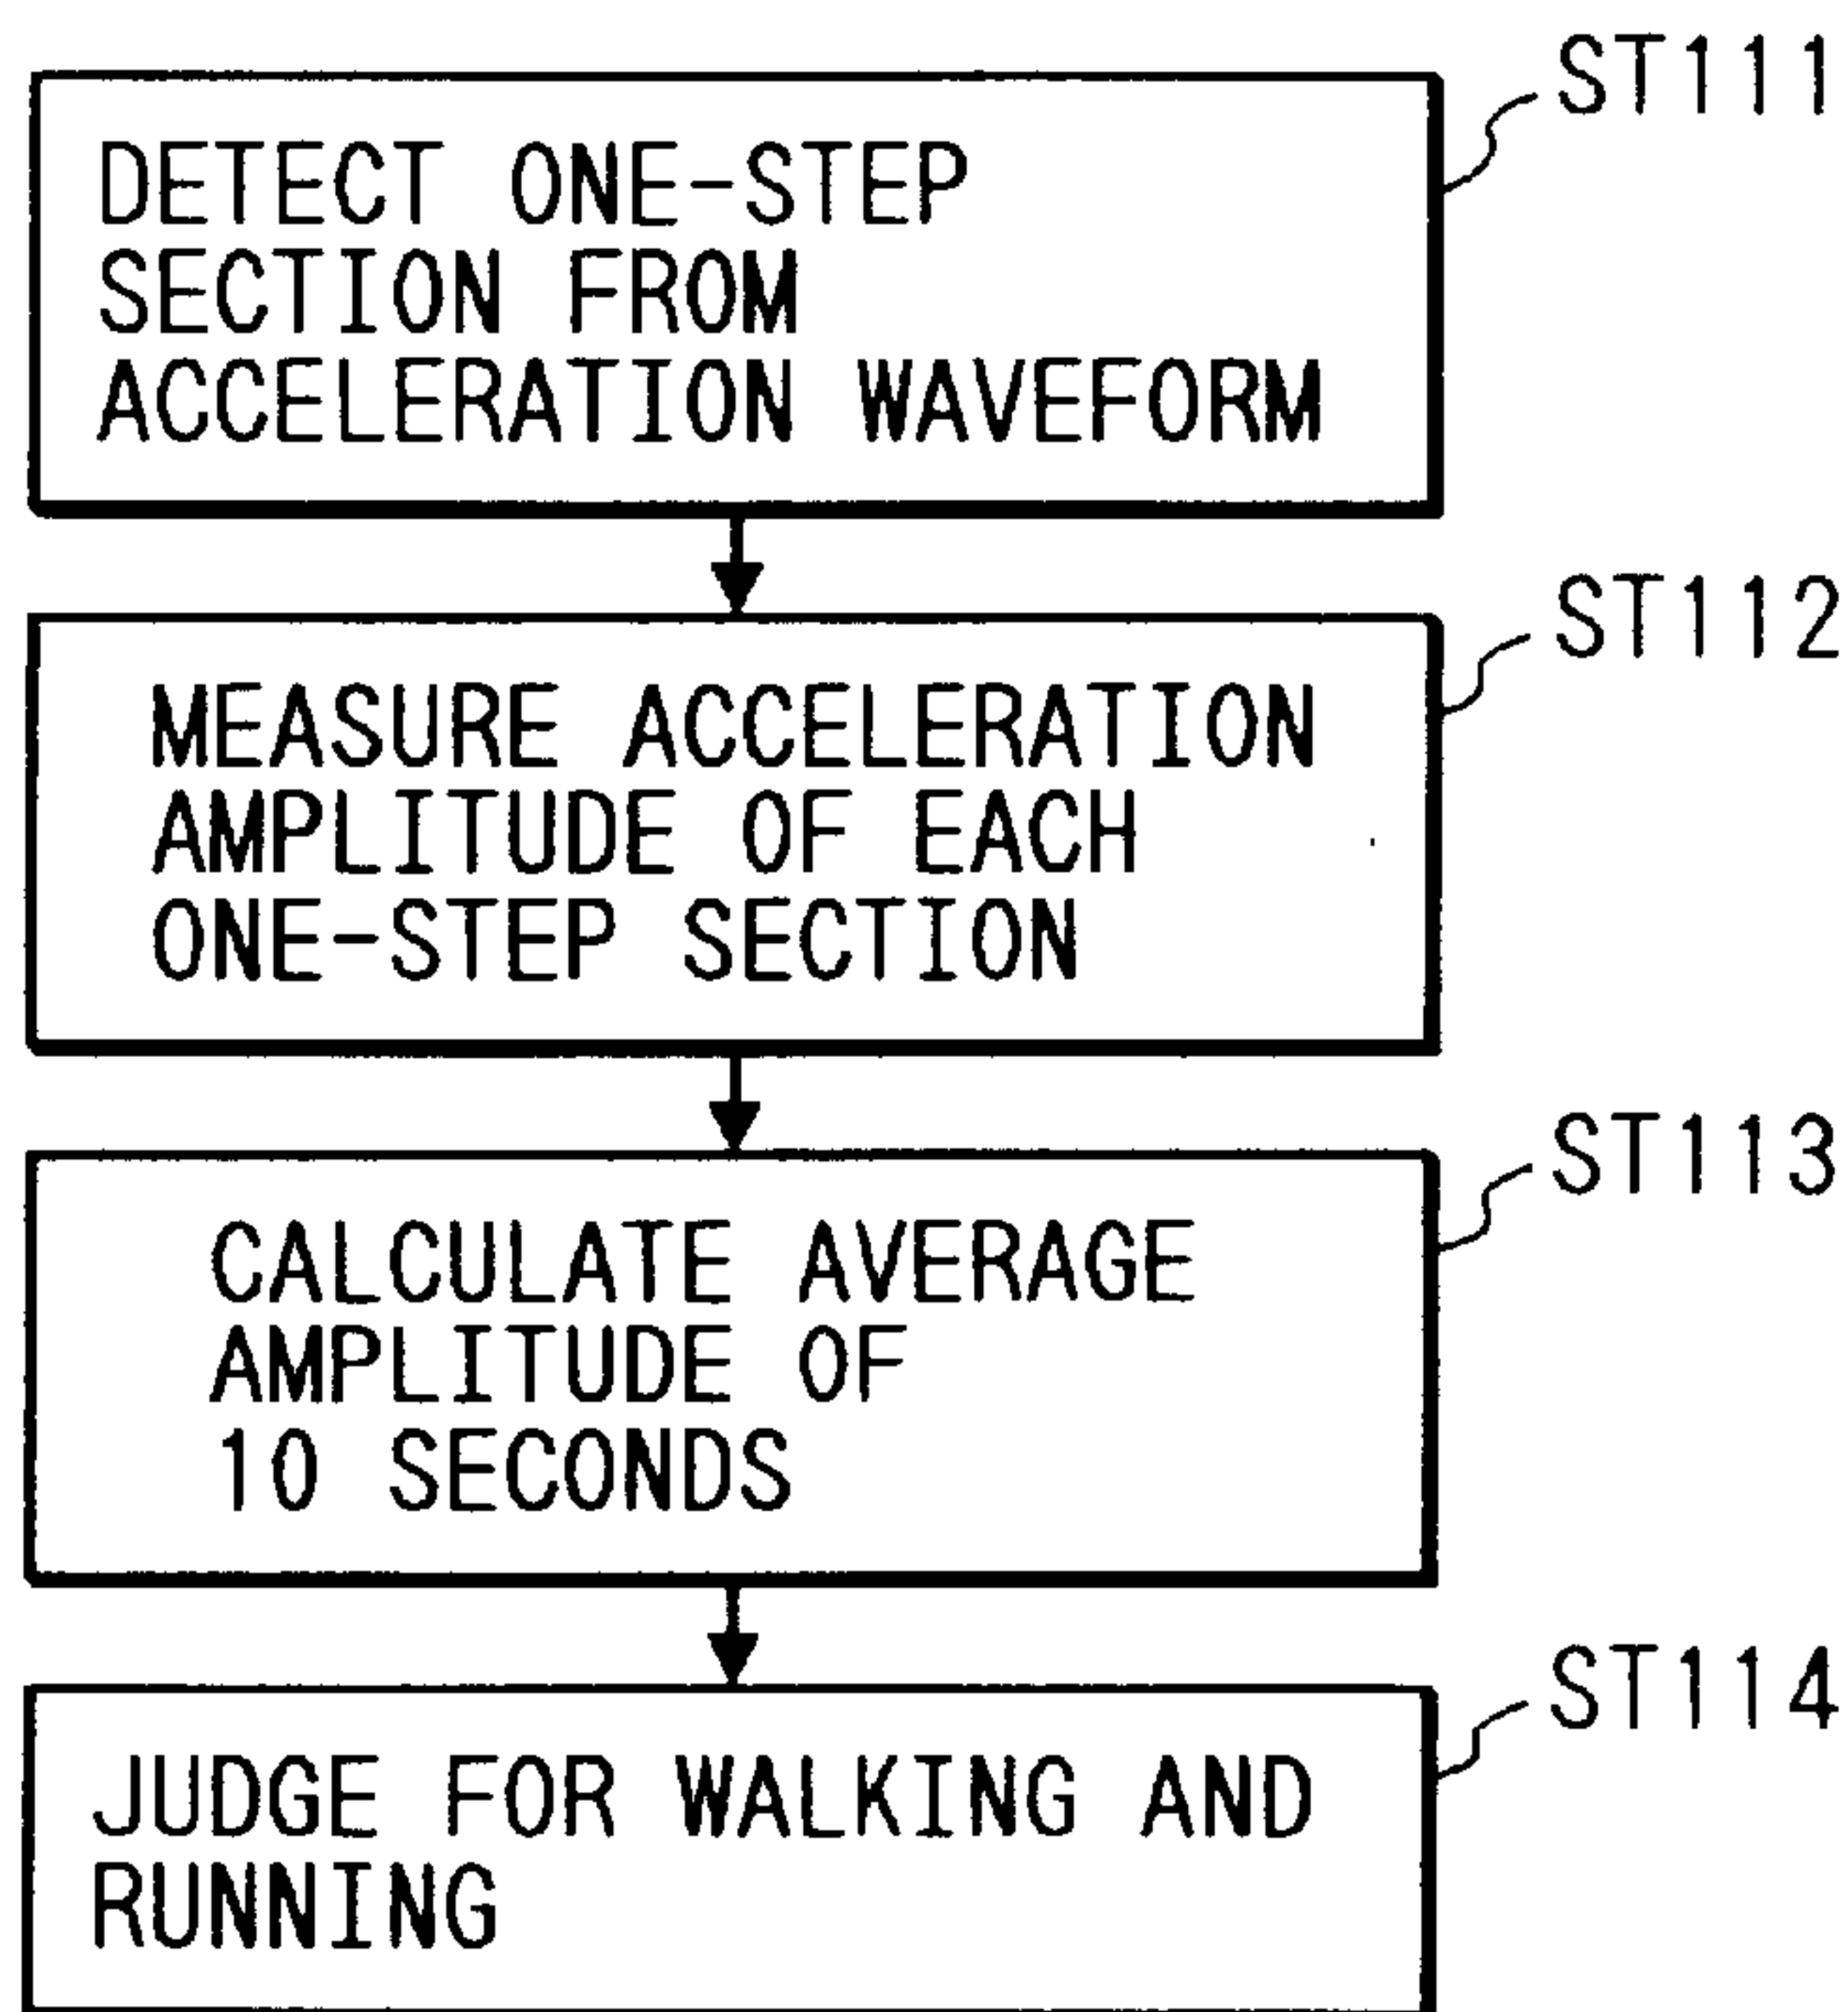 ST111
DETECT ONE-STEP
SECTION FROM
ACCELERATION WAVEFORM
ST112
MEASURE ACCELERATION
AMPLITUDE OF EACH
ONE-STEP SECTION
ST113
CALCULATE AVERAGE
AMPLITUDE OF
10 SECONDS
ST114
JUDGE FOR WALKING AND
RUNNING